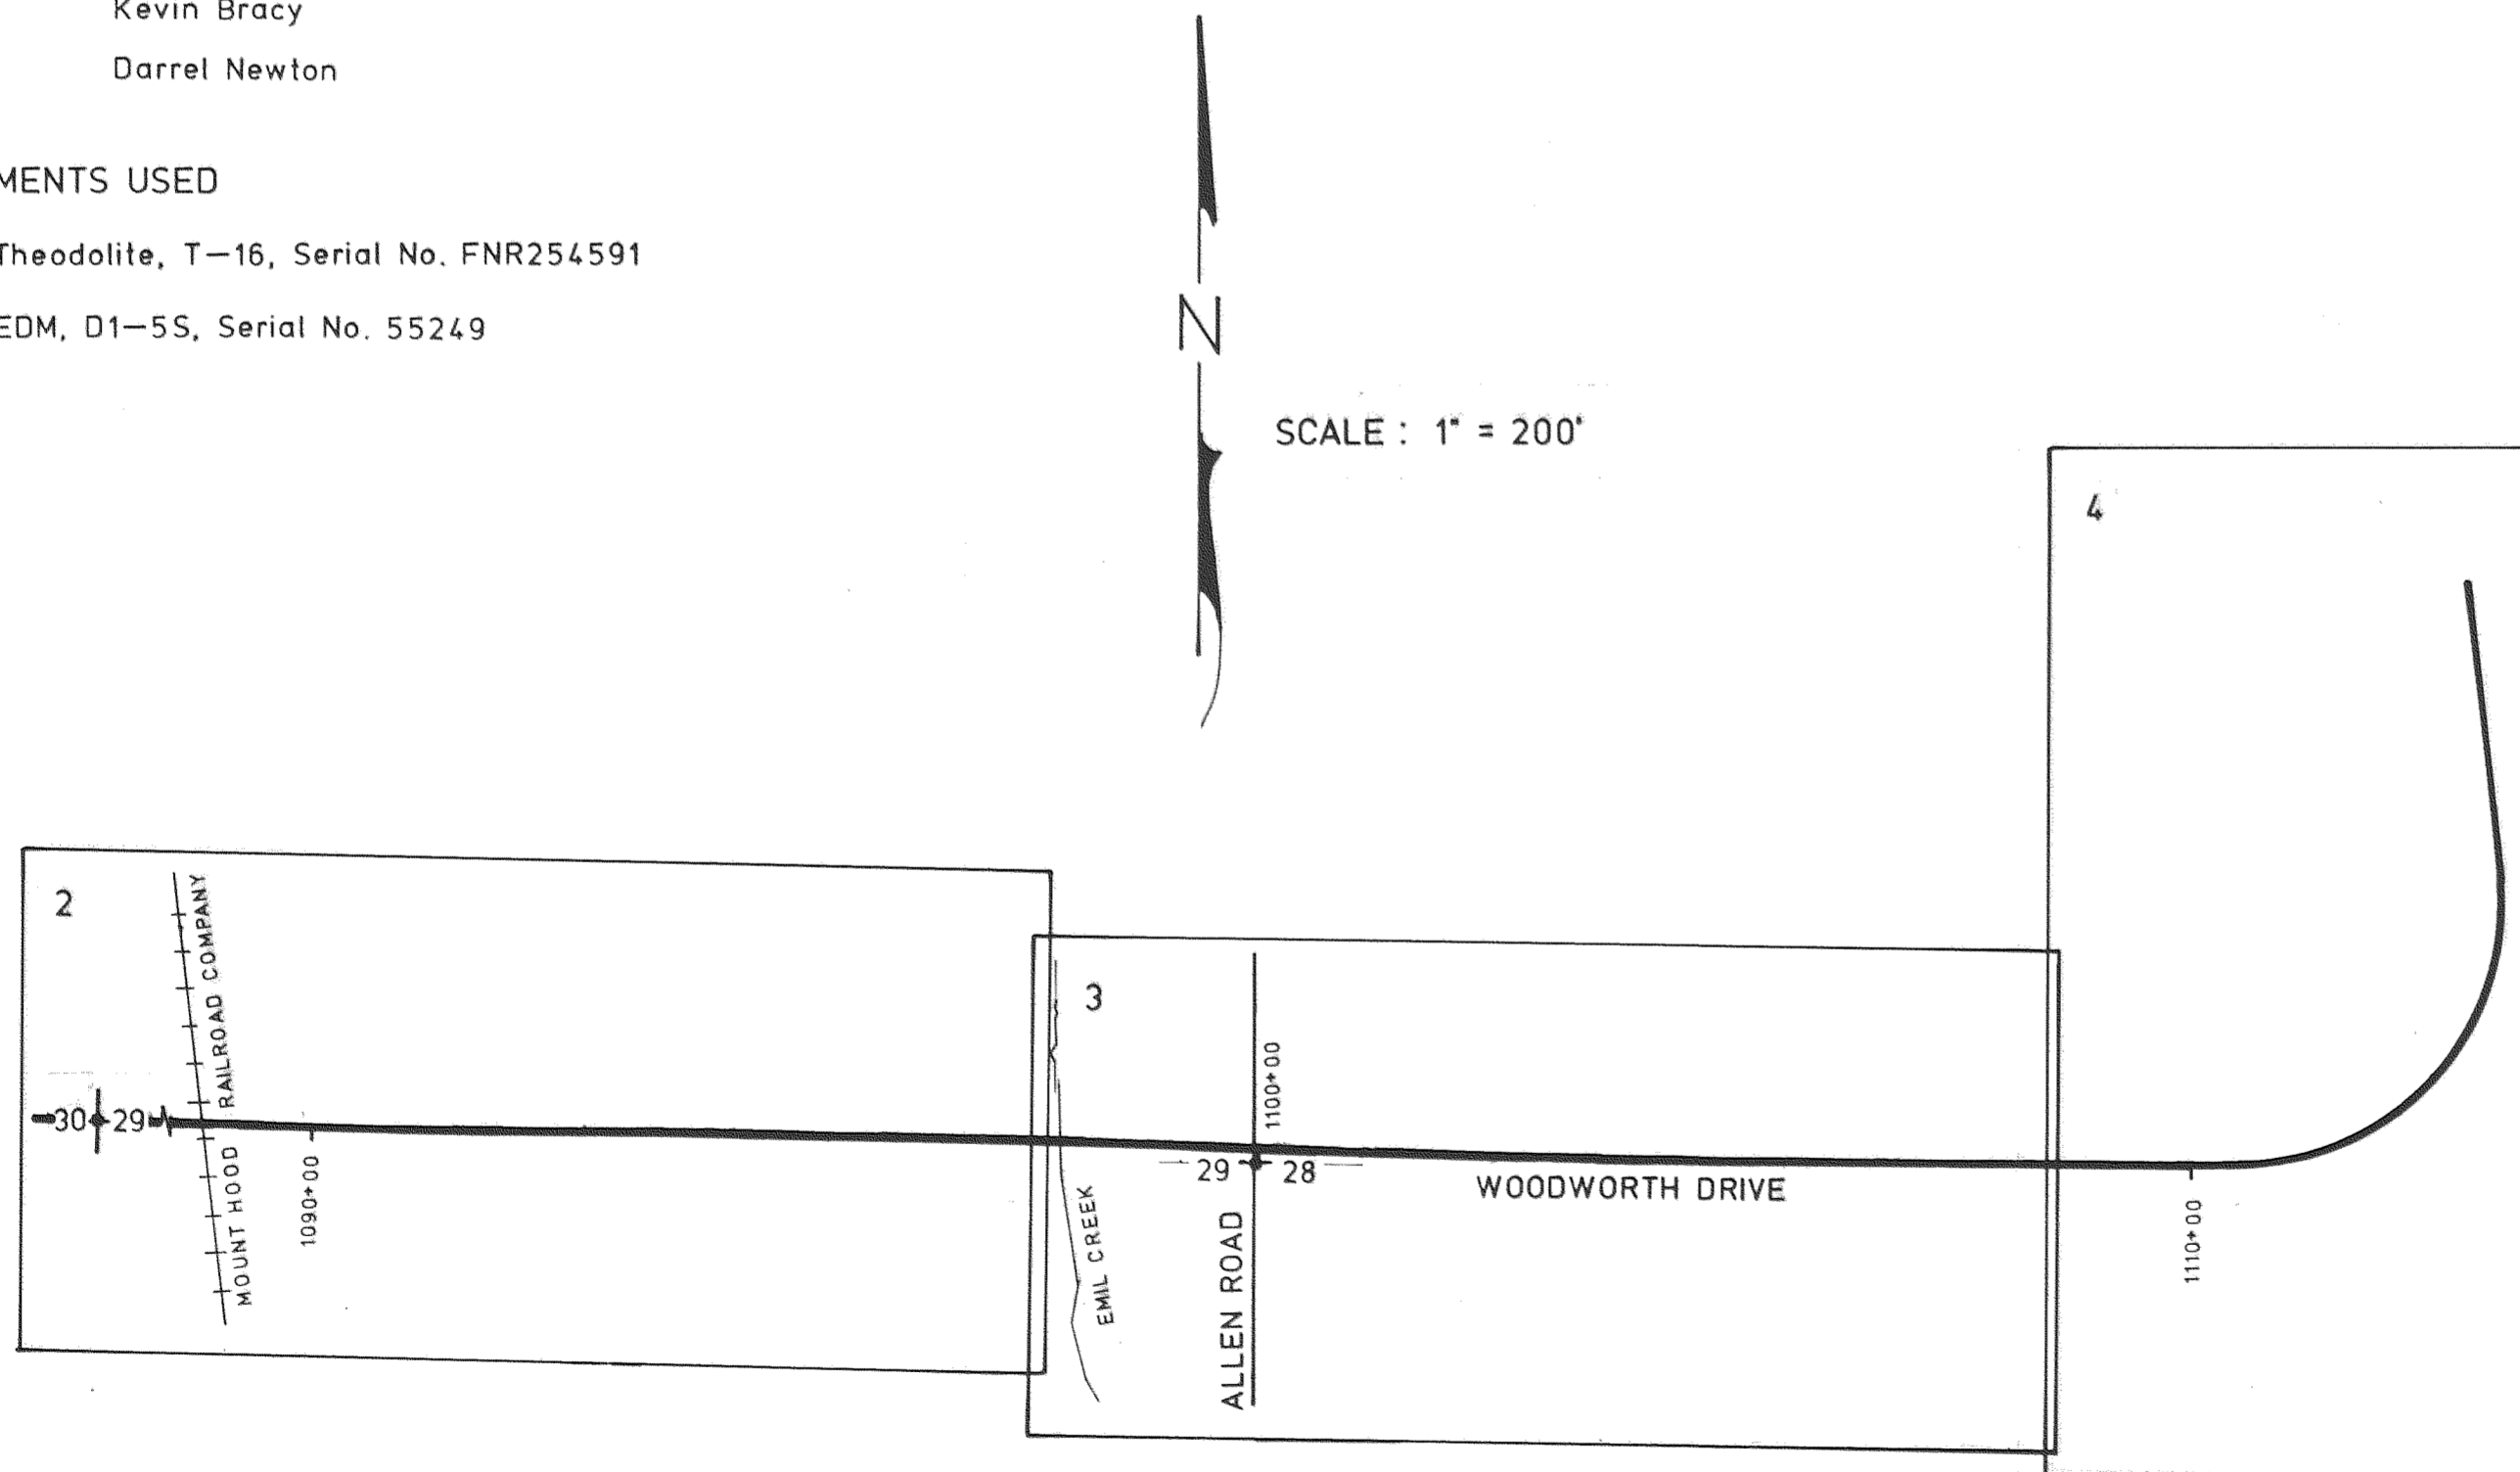 Kevin Bracy
Darrel Newton
MENTS USED
Theodolite, T-16, Serial No. FNR254591
EDM, D1-5S, Serial No. 55249
N
SCALE : 1" = 200'
4
2
MOUNT HOOD RAILROAD COMPANY
30 29
1090+00
3
EMIL CREEK
1100+00
29 28
ALLEN ROAD
WOODWORTH DRIVE
1110+00